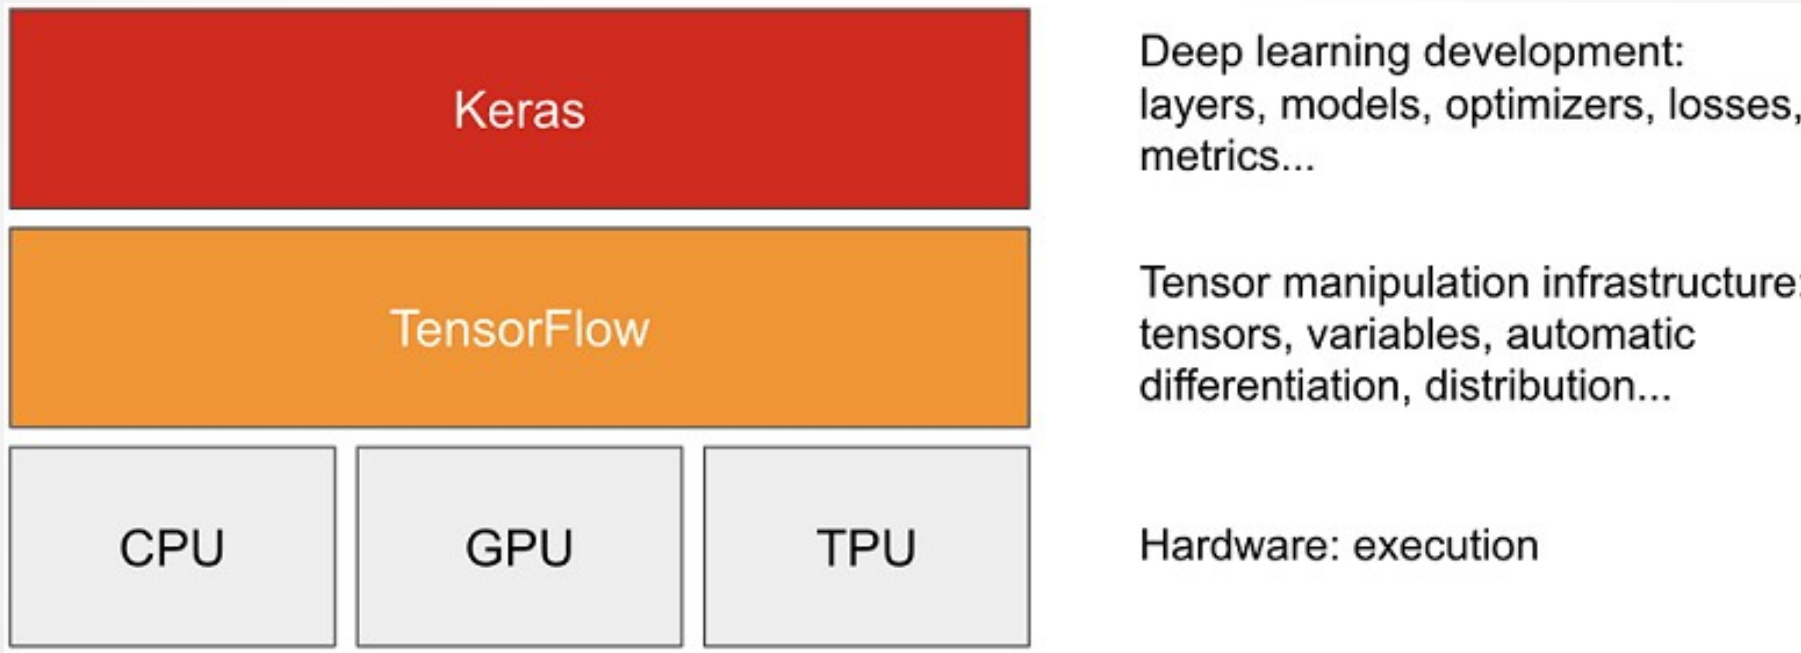 Keras
Deep learning development:
layers, models, optimizers, losses,
metrics...
TensorFlow
Tensor manipulation infrastructure:
tensors, variables, automatic
differentiation, distribution...
CPU
GPU
TPU
Hardware: execution